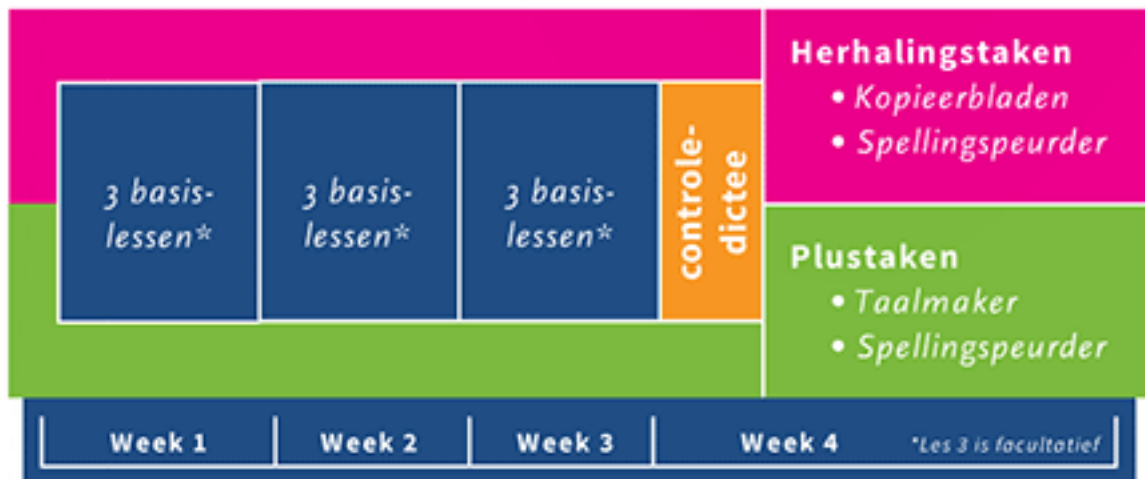 3 basis-
lessen*
3 basis-
lessen*
3 basis-
lessen*
controle-
dictee
Herhalingstaken
• Kopieerbladen
• Spellingspeurder
Plustaken
• Taalmaker
• Spellingspeurder
Week 1
Week 2
Week 3
Week 4
*Les 3 is facultatief